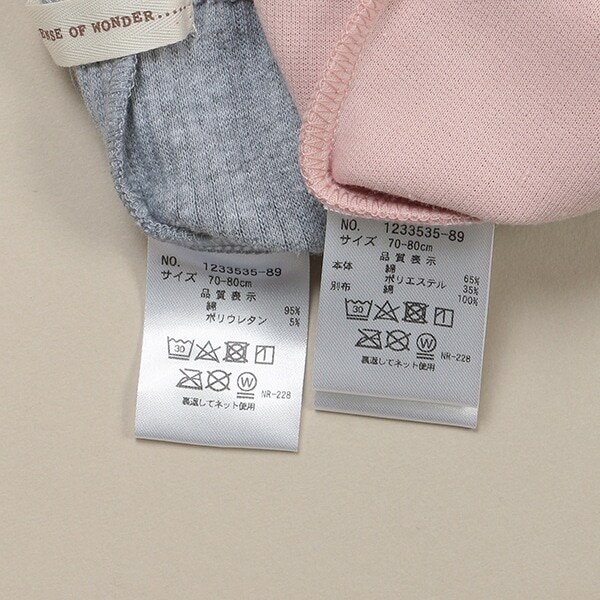 ENSE OF WONDER......
NO. 1233535-89
サイズ 70-80cm
品質表示
綿 95%
ポリウレタン 5%
30
W
NR-228
裏返してネット使用
NO. 1233535-89
サイズ 70-80cm
品質表示
本体 綿 65%
ポリエステル 35%
別布 綿 100%
30
W
NR-228
裏返してネット使用